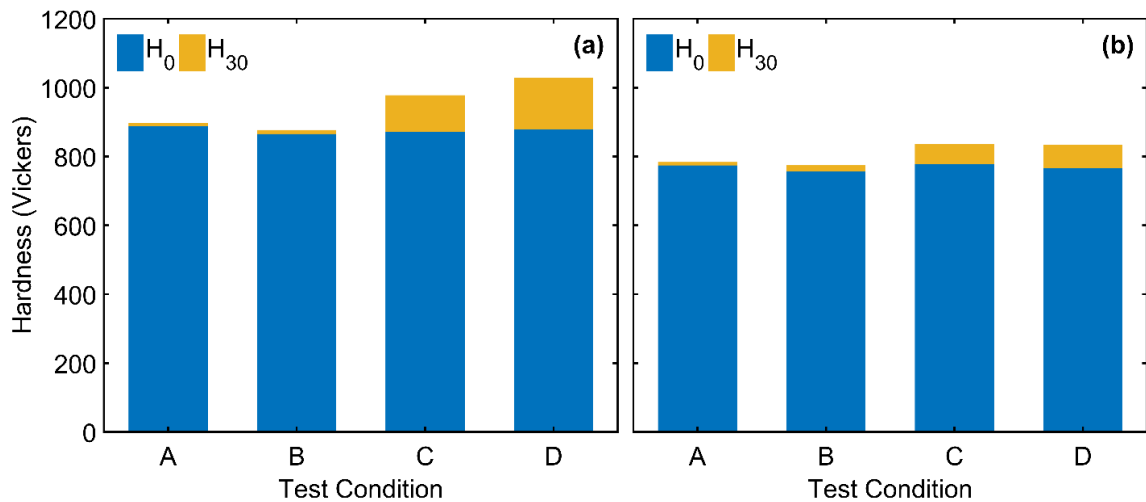 Hardness (Vickers)
1200
1000
800
600
400
200
0
H0 H30 (a)
A B C D
Test Condition
H0 H30 (b)
A B C D
Test Condition